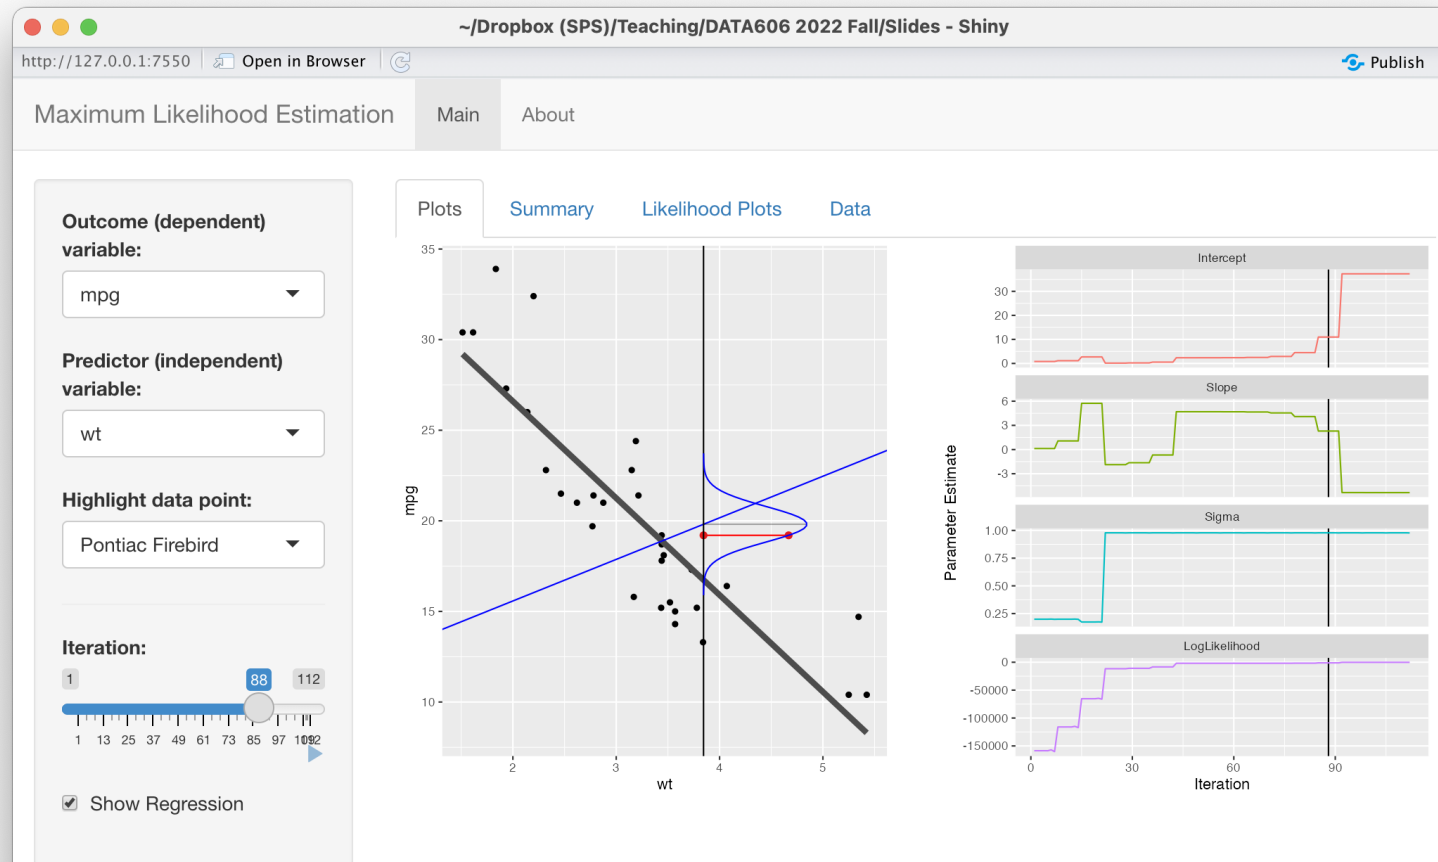 ~/Dropbox (SPS)/Teaching/DATA606 2022 Fall/Slides - Shiny
http://127.0.0.1:7550 Open in Browser Publish
Maximum Likelihood Estimation Main About
Outcome (dependent)
variable:
mpg
Predictor (independent)
variable:
wt
Highlight data point:
Pontiac Firebird
Iteration:
1 88 112
1 13 25 37 49 61 73 85 97 109 112
Show Regression
Plots Summary Likelihood Plots Data
35
30
25
20
15
10
mpg
2 3 4 5
wt
Parameter Estimate
Intercept
30
20
10
0
Slope
6
3
0
-3
Sigma
1.00
0.75
0.50
0.25
LogLikelihood
0
-50000
-100000
-150000
0 30 60 90
Iteration